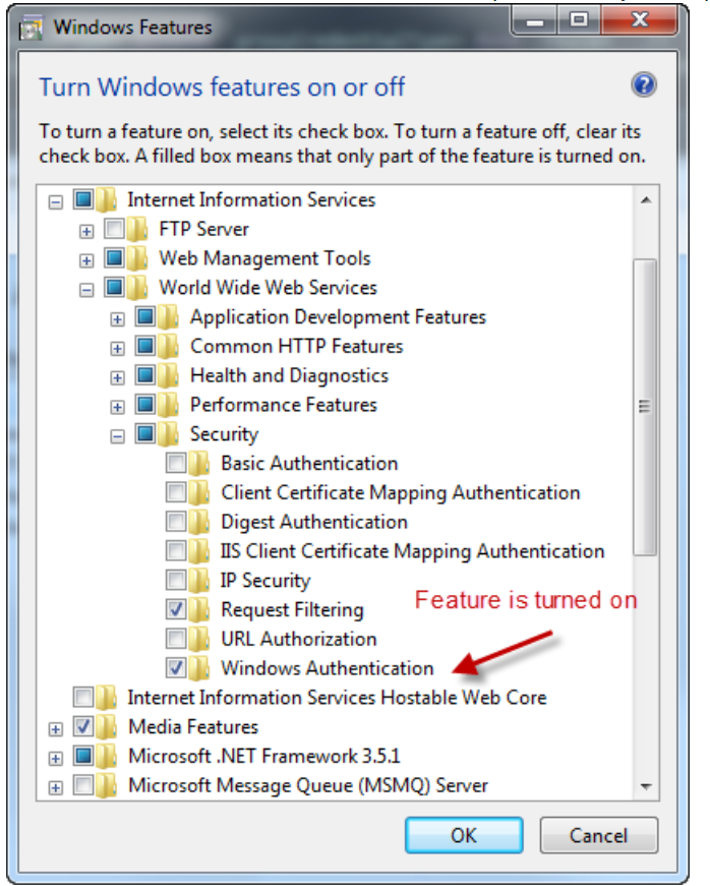 Windows Features
Turn Windows features on or off
To turn a feature on, select its check box. To turn a feature off, clear its
check box. A filled box means that only part of the feature is turned on.
Internet Information Services
FTP Server
Web Management Tools
World Wide Web Services
Application Development Features
Common HTTP Features
Health and Diagnostics
Performance Features
Security
Basic Authentication
Client Certificate Mapping Authentication
Digest Authentication
IIS Client Certificate Mapping Authentication
IP Security
Request Filtering
Feature is turned on
URL Authorization
Windows Authentication
Internet Information Services Hostable Web Core
Media Features
Microsoft .NET Framework 3.5.1
Microsoft Message Queue (MSMQ) Server
OK
Cancel